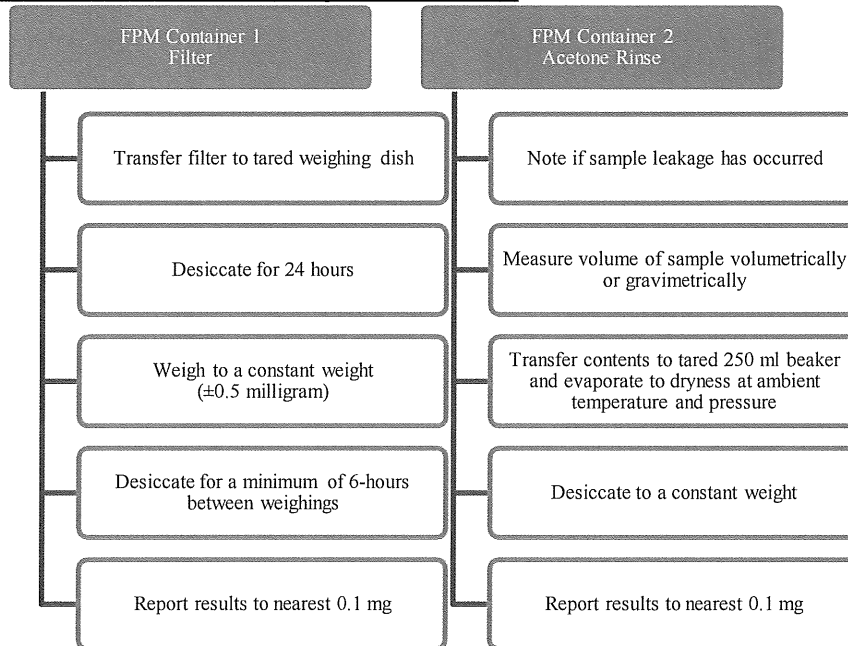 FPM Container 1
Filter
Transfer filter to tared weighing dish
Desiccate for 24 hours
Weigh to a constant weight
(±0.5 milligram)
Desiccate for a minimum of 6-hours
between weighings
Report results to nearest 0.1 mg
FPM Container 2
Acetone Rinse
Note if sample leakage has occurred
Measure volume of sample volumetrically
or gravimetrically
Transfer contents to tared 250 ml beaker
and evaporate to dryness at ambient
temperature and pressure
Desiccate to a constant weight
Report results to nearest 0.1 mg